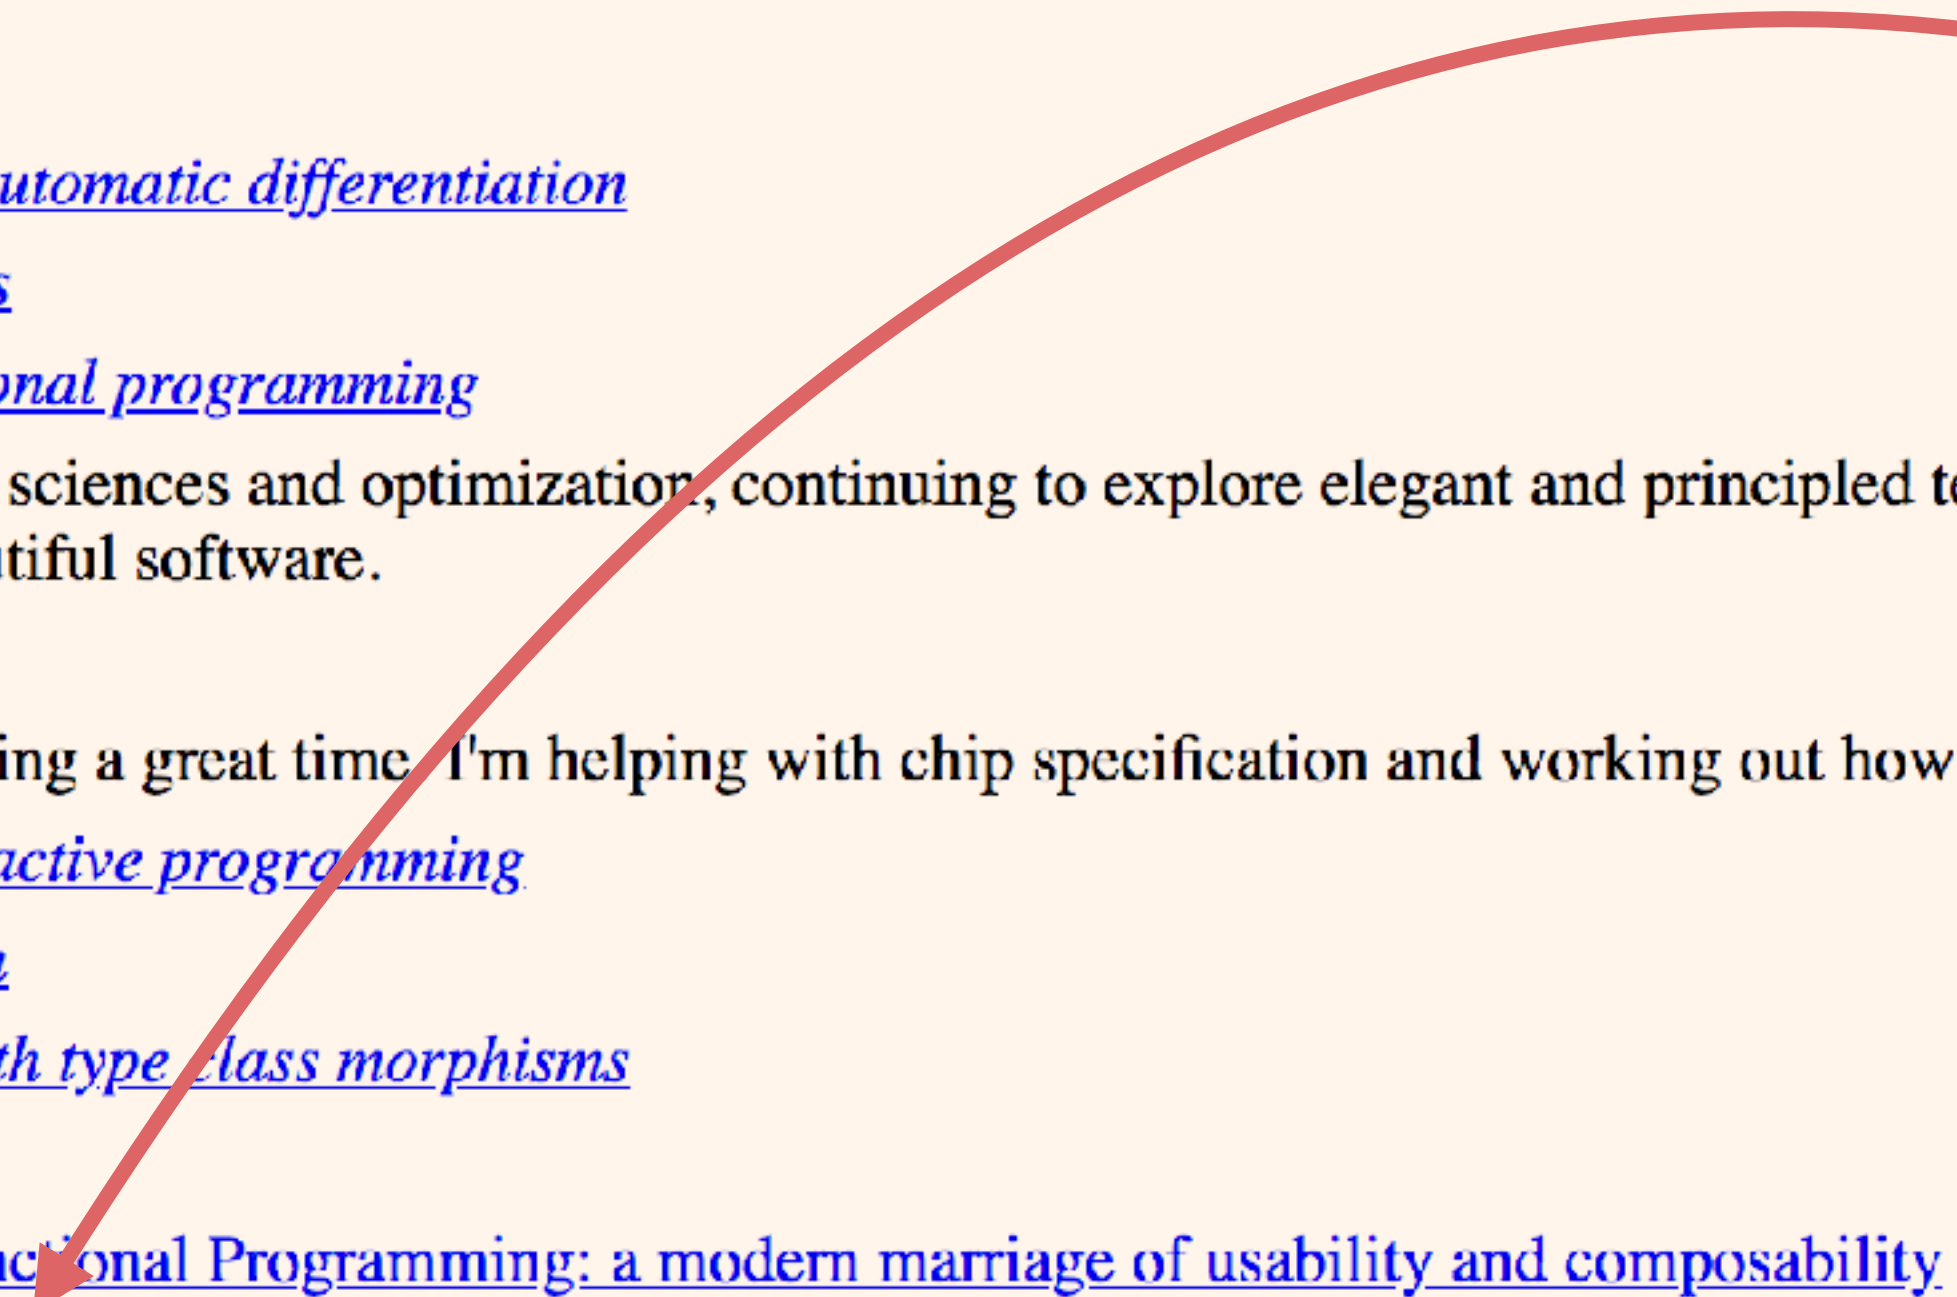 utomatic differentiation
s
onal programming
sciences and optimization, continuing to explore elegant and principled te
utiful software.
ing a great time. I'm helping with chip specification and working out how
active programming
th type class morphisms
nctional Programming: a modern marriage of usability and composability